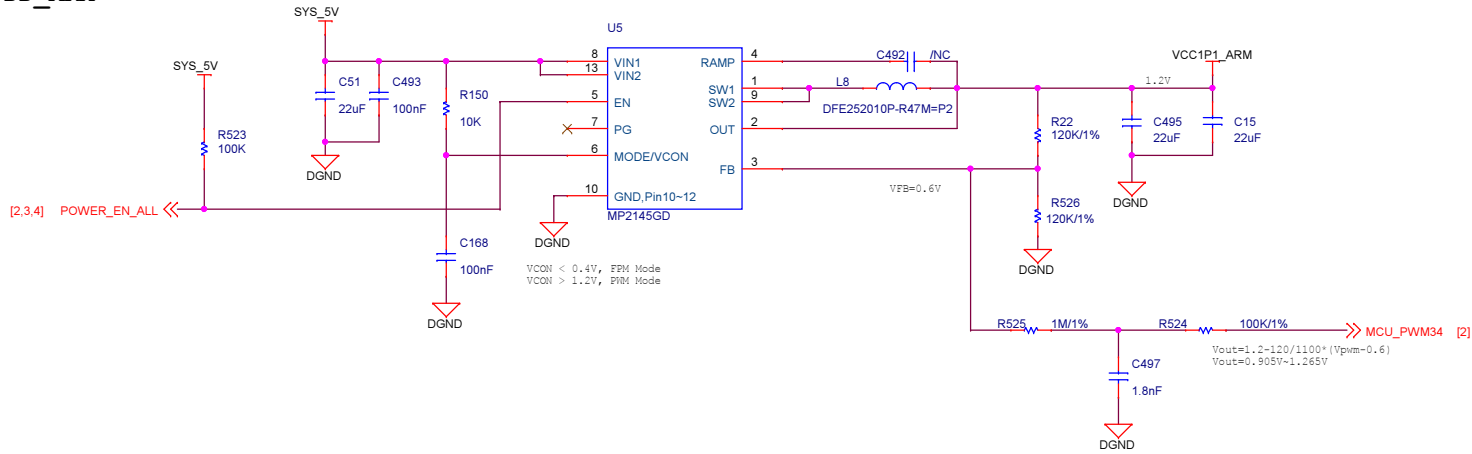 SYS_5V
U5
SYS_5V
C51
22uF
C493
100nF
R150
10K
R523
100K
DGND
8 VIN1
13 VIN2
5 EN
7 PG
6 MODE/VCON
10 GND,Pin10~12
RAMP 4
SW1 1
SW2 9
OUT 2
FB 3
MP2145GD
C492 /NC
L8
DFE252010P-R47M=P2
VCC1P1_ARM
1.2V
R22
120K/1%
C495
22uF
C15
22uF
DGND
VFB=0.6V
R526
120K/1%
DGND
[2,3,4] POWER_EN_ALL
DGND
C168
100nF
DGND
VCON < 0.4V, FPM Mode
VCON > 1.2V, PWM Mode
R525 1M/1%
R524 100K/1%
MCU_PWM34 [2]
Vout=1.2-120/1100*(Vpwm-0.6)
Vout=0.905V~1.265V
C497
1.8nF
DGND